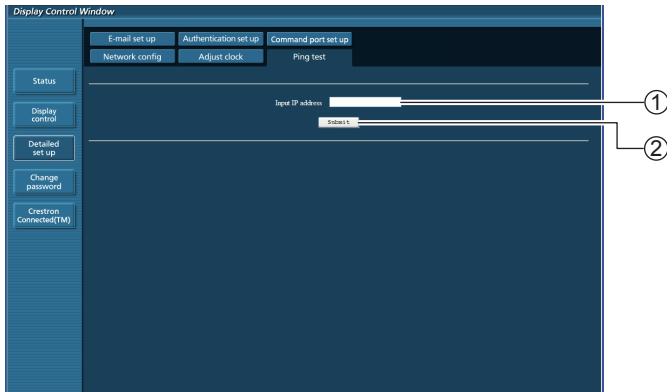 Display Control Window
E-mail set up
Authentication set up
Command port set up
Network config
Adjust clock
Ping test
Status
Display
control
Detailed
set up
Change
password
Crestron
Connected(TM)
Input IP address
Submit
①
②